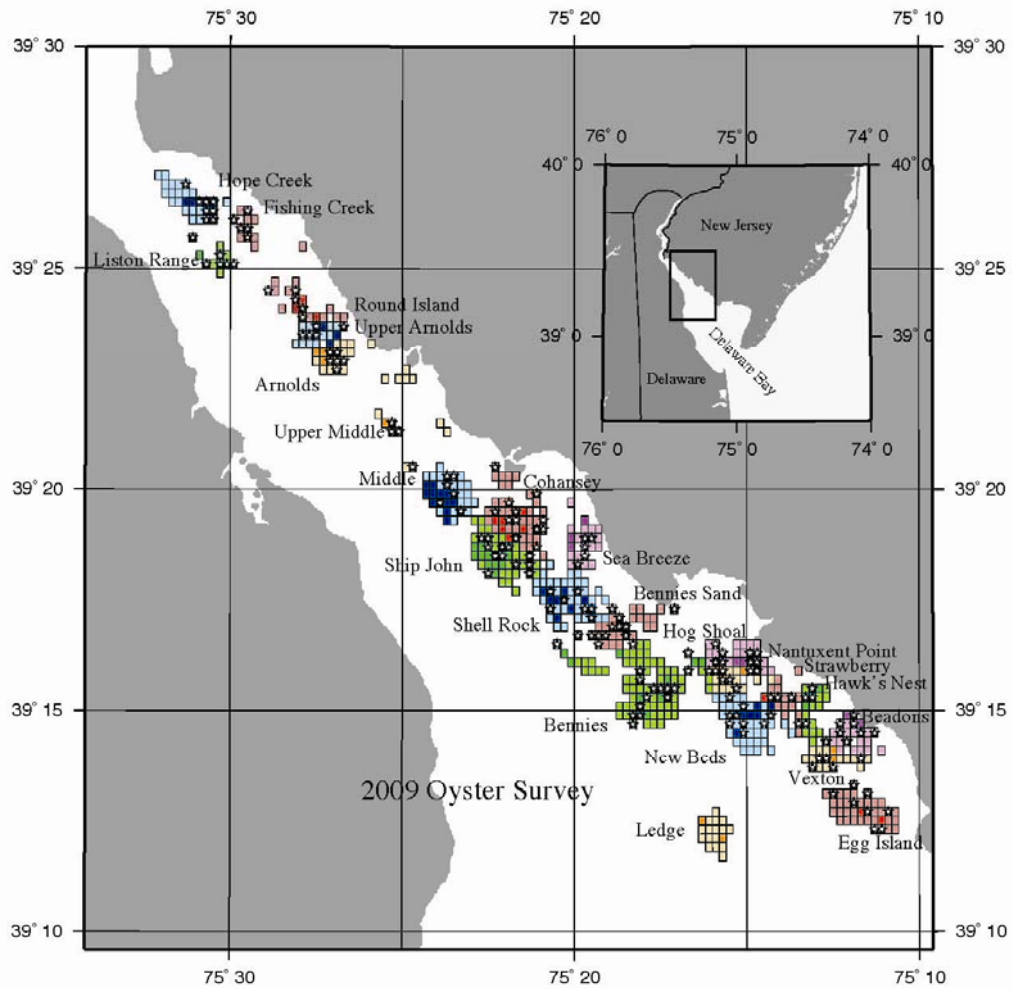 75° 30 75° 20 75° 10
39° 30 39° 30
76° 0 75° 0 74° 0
40° 0 40° 0
Hope Creek
Fishing Creek
New Jersey
Liston Range
39° 25 39° 25
Round Island
Upper Arnolds
39° 0 39° 0
Delaware Bay
Arnolds
Delaware
Upper Middle
76° 0 75° 0 74° 0
Middle
Cohansey
39° 20 39° 20
Ship John
Sea Breeze
Bennies Sand
Shell Rock
Hog Shoal
Nantuxent Point
Strawberry
Hawk's Nest
39° 15 39° 15
Bennies
Beadons
New Beds
Vexton
2009 Oyster Survey
Ledge
Egg Island
39° 10 39° 10
75° 30 75° 20 75° 10